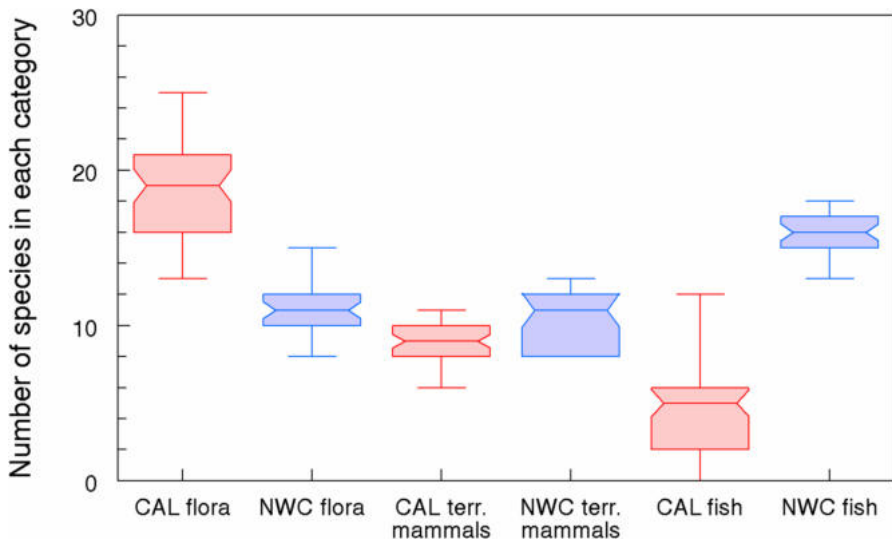 Number of species in each category
30
20
10
0
CAL flora
NWC flora
CAL terr.
mammals
NWC terr.
mammals
CAL fish
NWC fish